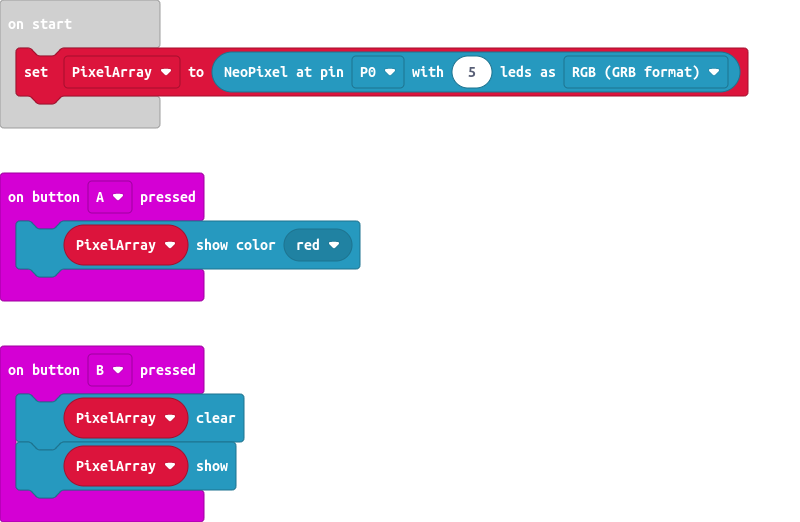 on start
set PixelArray to NeoPixel at pin P0 with 5 leds as RGB (GRB format)
on button A pressed
PixelArray show color red
on button B pressed
PixelArray clear
PixelArray show